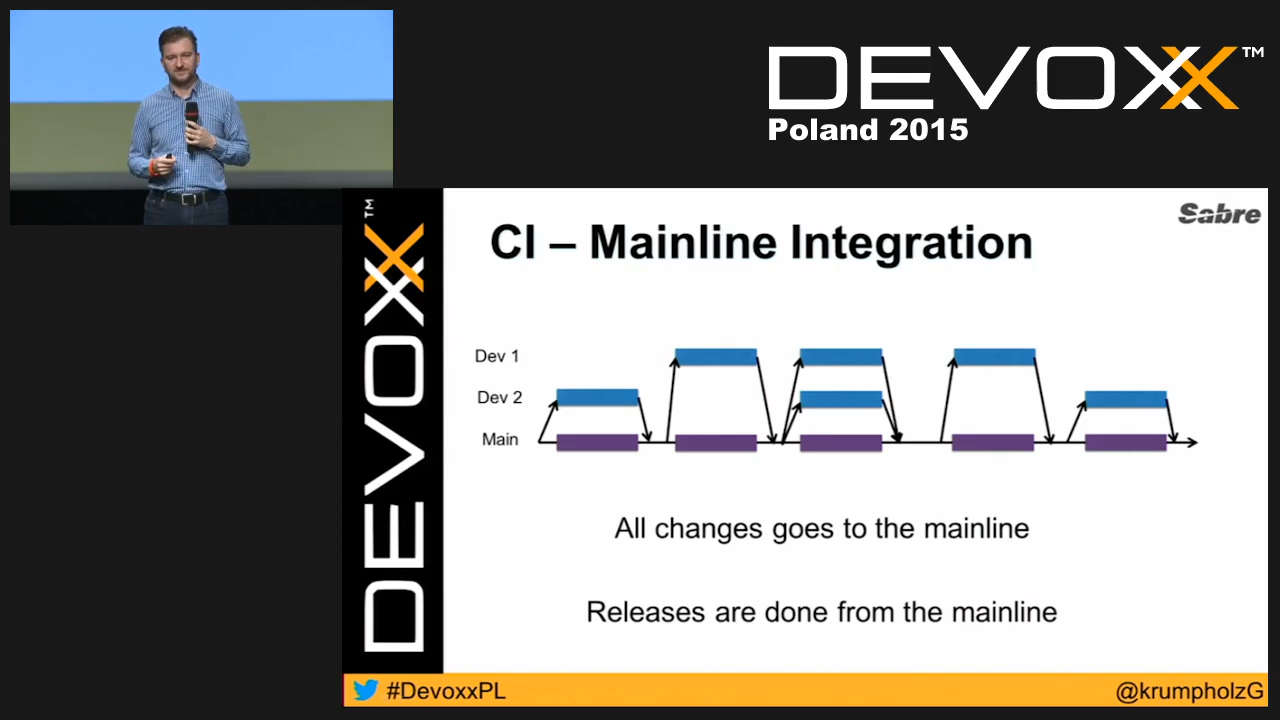 DEVOXX™
Poland 2015
DEVOXX™
Sabre
CI – Mainline Integration
Dev 1
Dev 2
Main
All changes goes to the mainline
Releases are done from the mainline
#DevoxxPL
@krumpholzG